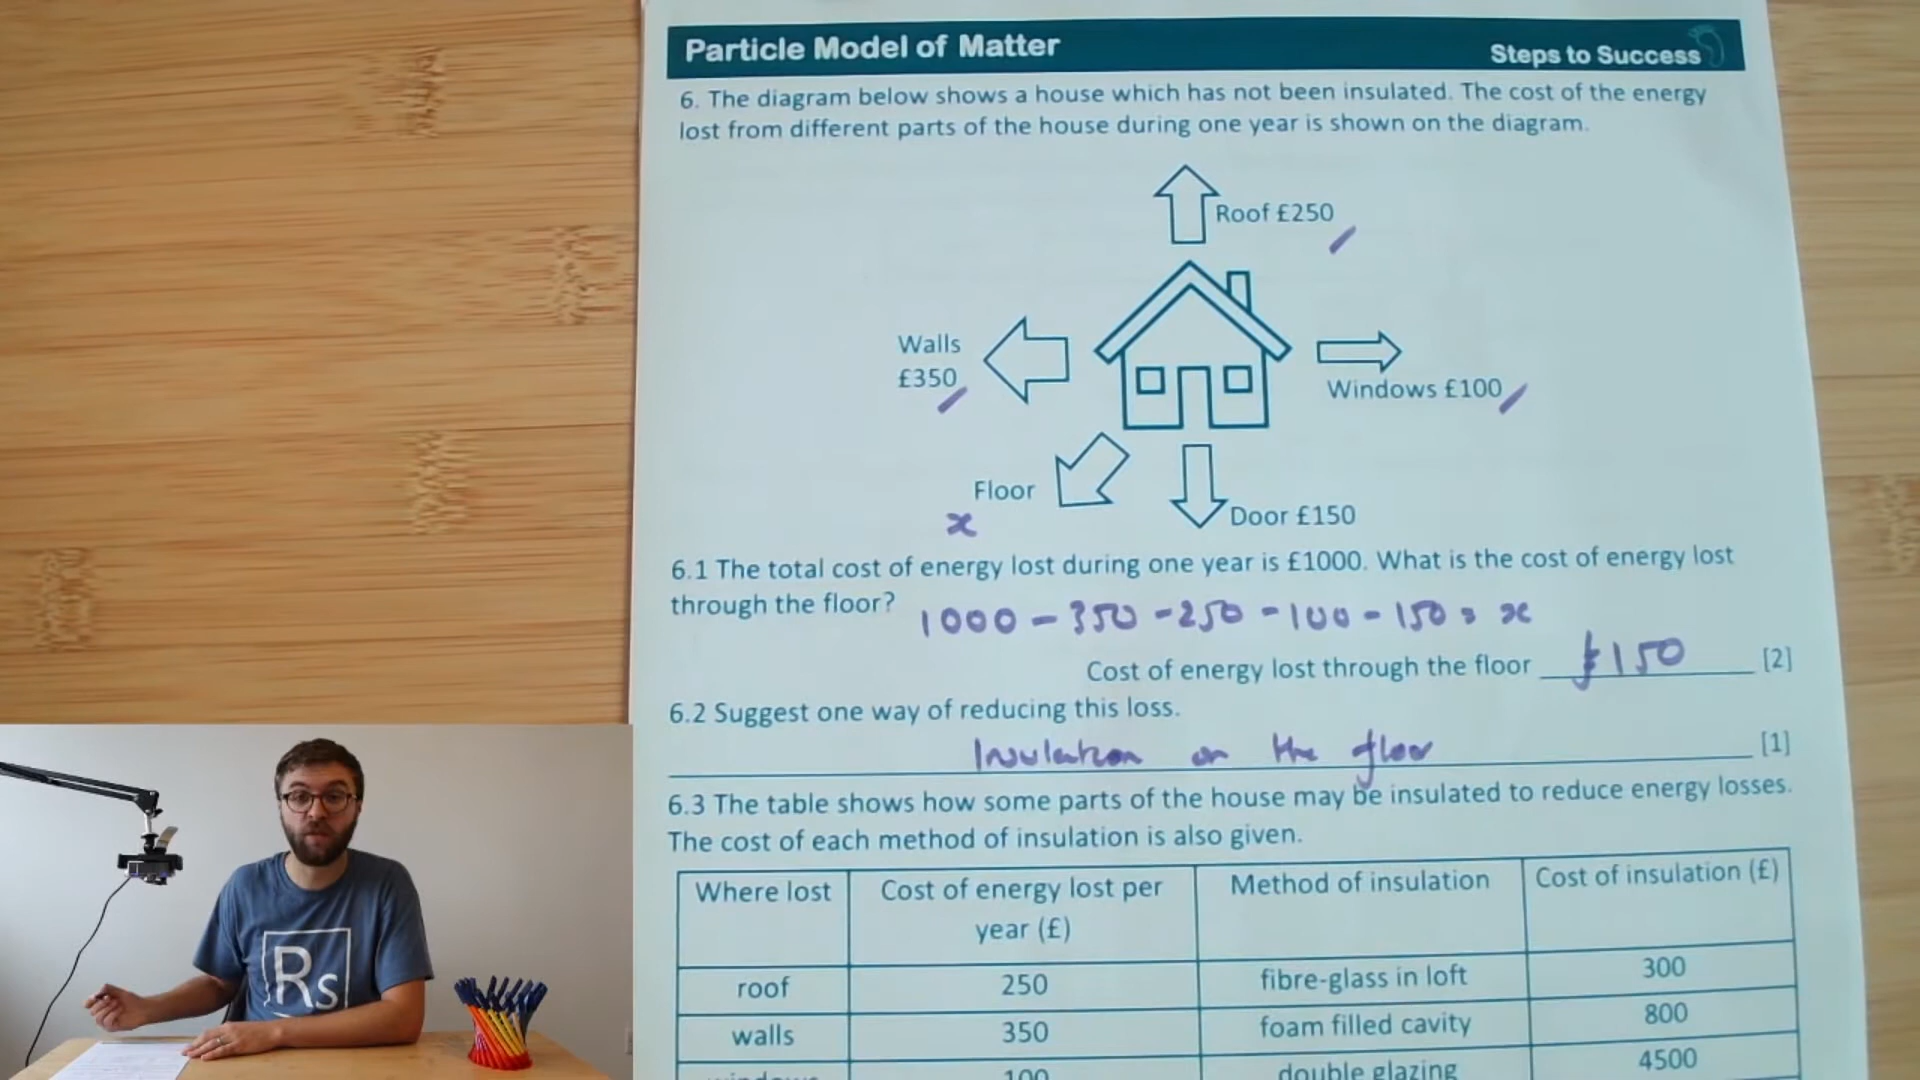 Particle Model of Matter
Steps to Success
6. The diagram below shows a house which has not been insulated. The cost of the energy
lost from different parts of the house during one year is shown on the diagram.
Roof £250
Walls
£350
Windows £100
Floor
x
Door £150
6.1 The total cost of energy lost during one year is £1000. What is the cost of energy lost
through the floor?
1000 - 350 - 250 - 100 - 150 = x
Cost of energy lost through the floor £150 [2]
6.2 Suggest one way of reducing this loss.
Insulation on the floor [1]
6.3 The table shows how some parts of the house may be insulated to reduce energy losses.
The cost of each method of insulation is also given.
Where lost Cost of energy lost per year (£) Method of insulation Cost of insulation (£)
roof 250 fibre-glass in loft 300
walls 350 foam filled cavity 800
windows 100 double glazing 4500
Rs